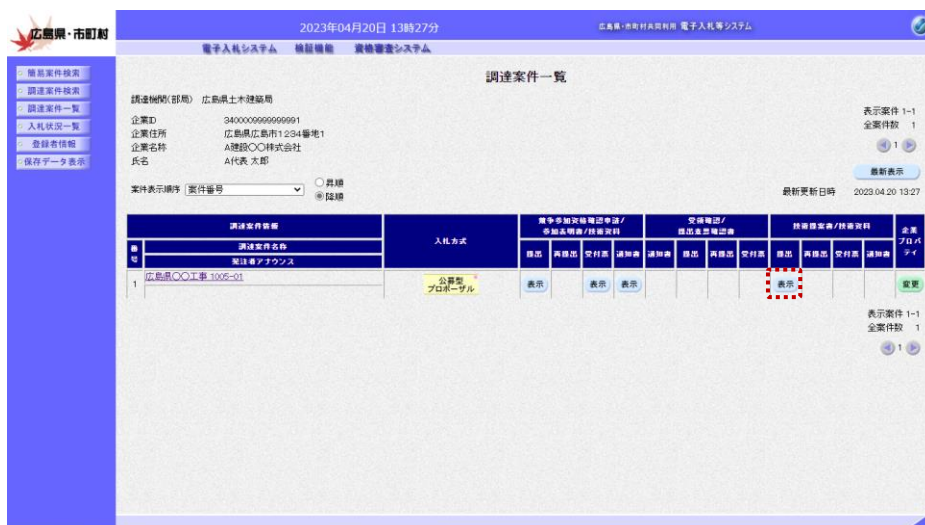 広島県・市町村
2023年04月20日 13時27分
広島県・市町村共同利用 電子入札等システム
電子入札システム 検証機能 資格審査システム
簡易案件検索
調達案件検索
調達案件一覧
入札状況一覧
登録者情報
保存データ表示
調達案件一覧
調達機関(部局) 広島県土木建築局
企業ID 3400009999999991
企業住所 広島県広島市1234番地1
企業名称 A建設〇〇株式会社
氏名 A代表 太郎
表示案件 1-1
全案件数 1
1
最新表示
案件表示順序 案件番号
昇順
降順
最新更新日時 2023.04.20 13:27
調達案件情報
入札方式
競争参加資格確認申請/
参加表明書/技術資料
受領確認/
提出意思確認書
技術提案書/技術資料
企業プロパティ
番号
調達案件名称
発注者アナウンス
提出 再提出 受付票 通知書 通知書 提出 再提出 受付票 提出 再提出 受付票 通知書
1
広島県〇〇工事 1005-01
公募型
プロポーザル
表示 表示 表示 表示 変更
表示案件 1-1
全案件数 1
1